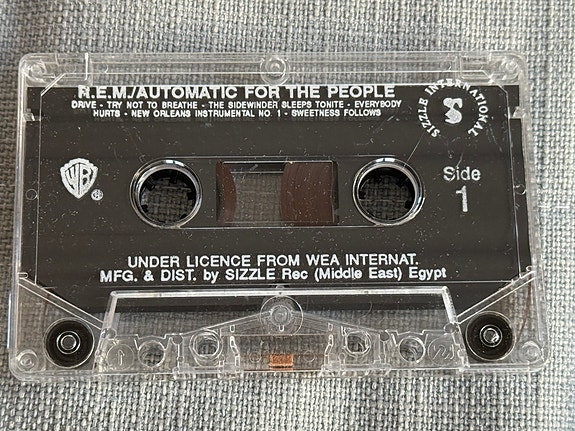 R.E.M./AUTOMATIC FOR THE PEOPLE
DRIVE - TRY NOT TO BREATHE - THE SIDEWINDER SLEEPS TONITE - EVERYBODY
HURTS - NEW ORLEANS INSTRUMENTAL NO. 1 - SWEETNESS FOLLOWS
SIZZLE INTERNATIONAL
S
WB
®
Side
1
UNDER LICENCE FROM WEA INTERNAT.
MFG. & DIST. by SIZZLE Rec (Middle East) Egypt